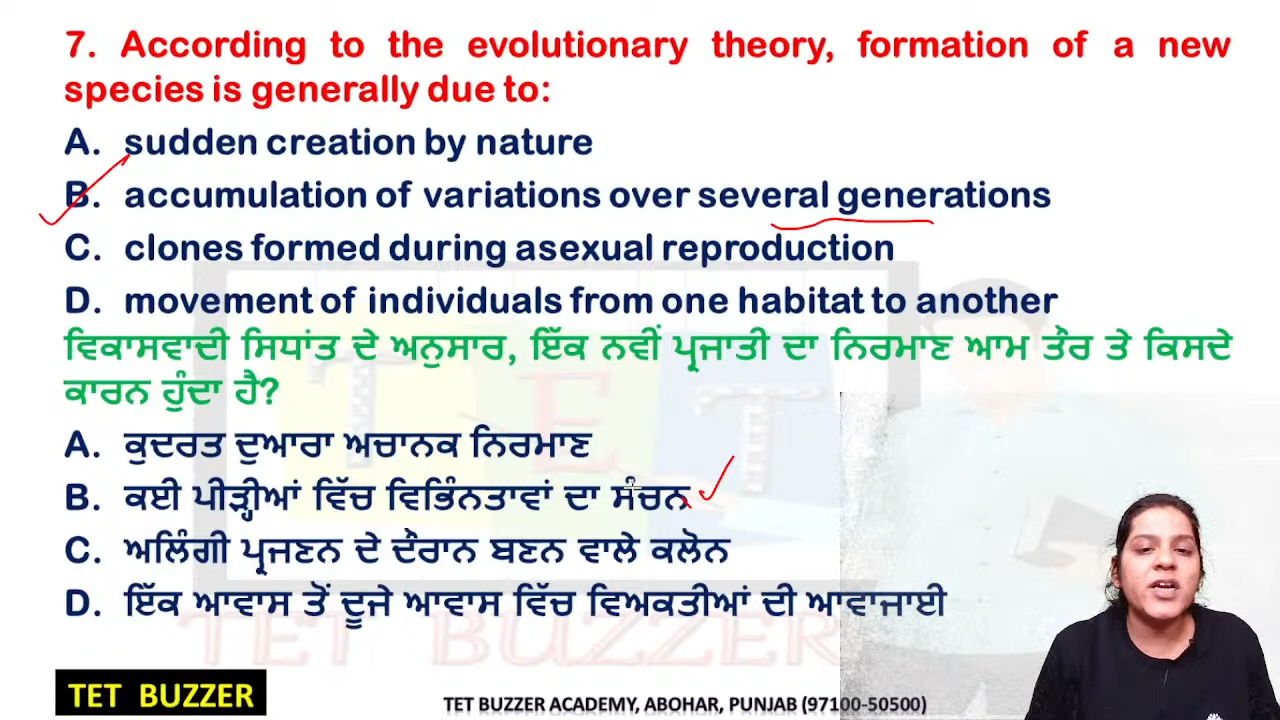 7. According to the evolutionary theory, formation of a new
species is generally due to:
A. sudden creation by nature
B. accumulation of variations over several generations
C. clones formed during asexual reproduction
D. movement of individuals from one habitat to another
ਵਿਕਾਸਵਾਦੀ ਸਿਧਾਂਤ ਦੇ ਅਨੁਸਾਰ, ਇੱਕ ਨਵੀਂ ਪ੍ਰਜਾਤੀ ਦਾ ਨਿਰਮਾਣ ਆਮ ਤੌਰ ਤੇ ਕਿਸਦੇ
ਕਾਰਨ ਹੁੰਦਾ ਹੈ?
A. ਕੁਦਰਤ ਦੁਆਰਾ ਅਚਾਨਕ ਨਿਰਮਾਣ
B. ਕਈ ਪੀੜ੍ਹੀਆਂ ਵਿੱਚ ਵਿਭਿੰਨਤਾਵਾਂ ਦਾ ਸੰਚਨ
C. ਅਲਿੰਗੀ ਪ੍ਰਜਣਨ ਦੇ ਦੌਰਾਨ ਬਣਨ ਵਾਲੇ ਕਲੋਨ
D. ਇੱਕ ਆਵਾਸ ਤੋਂ ਦੂਜੇ ਆਵਾਸ ਵਿੱਚ ਵਿਅਕਤੀਆਂ ਦੀ ਆਵਾਜਾਈ
TET
TET BUZZER
TET BUZZER
TET BUZZER ACADEMY, ABOHAR, PUNJAB (97100-50500)